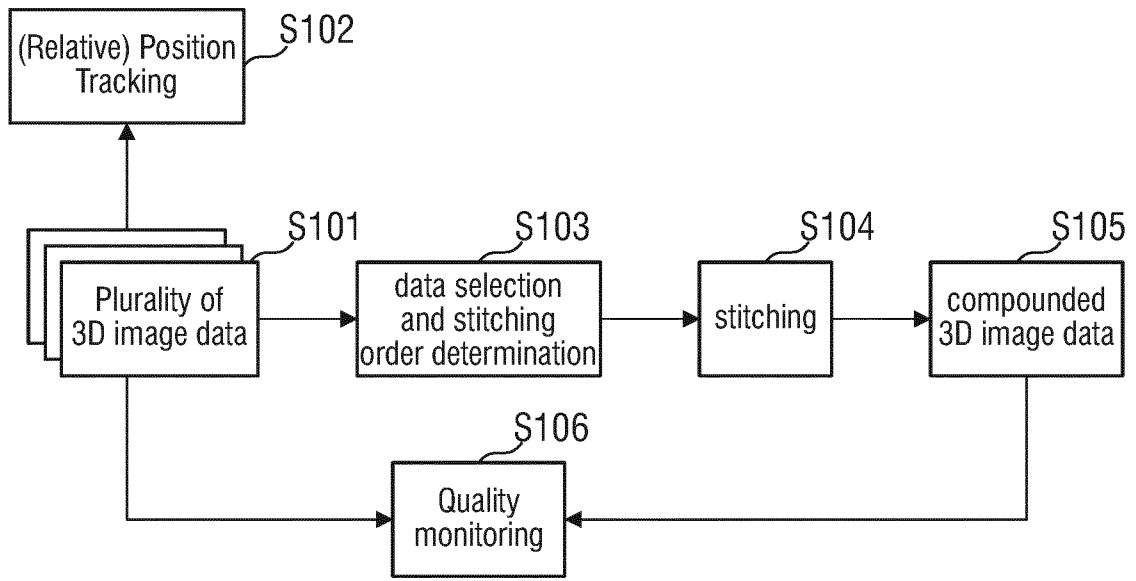 (Relative) Position
Tracking
S102
S101
Plurality of
3D image data
S103
data selection
and stitching
order determination
S104
stitching
S105
compounded
3D image data
S106
Quality
monitoring